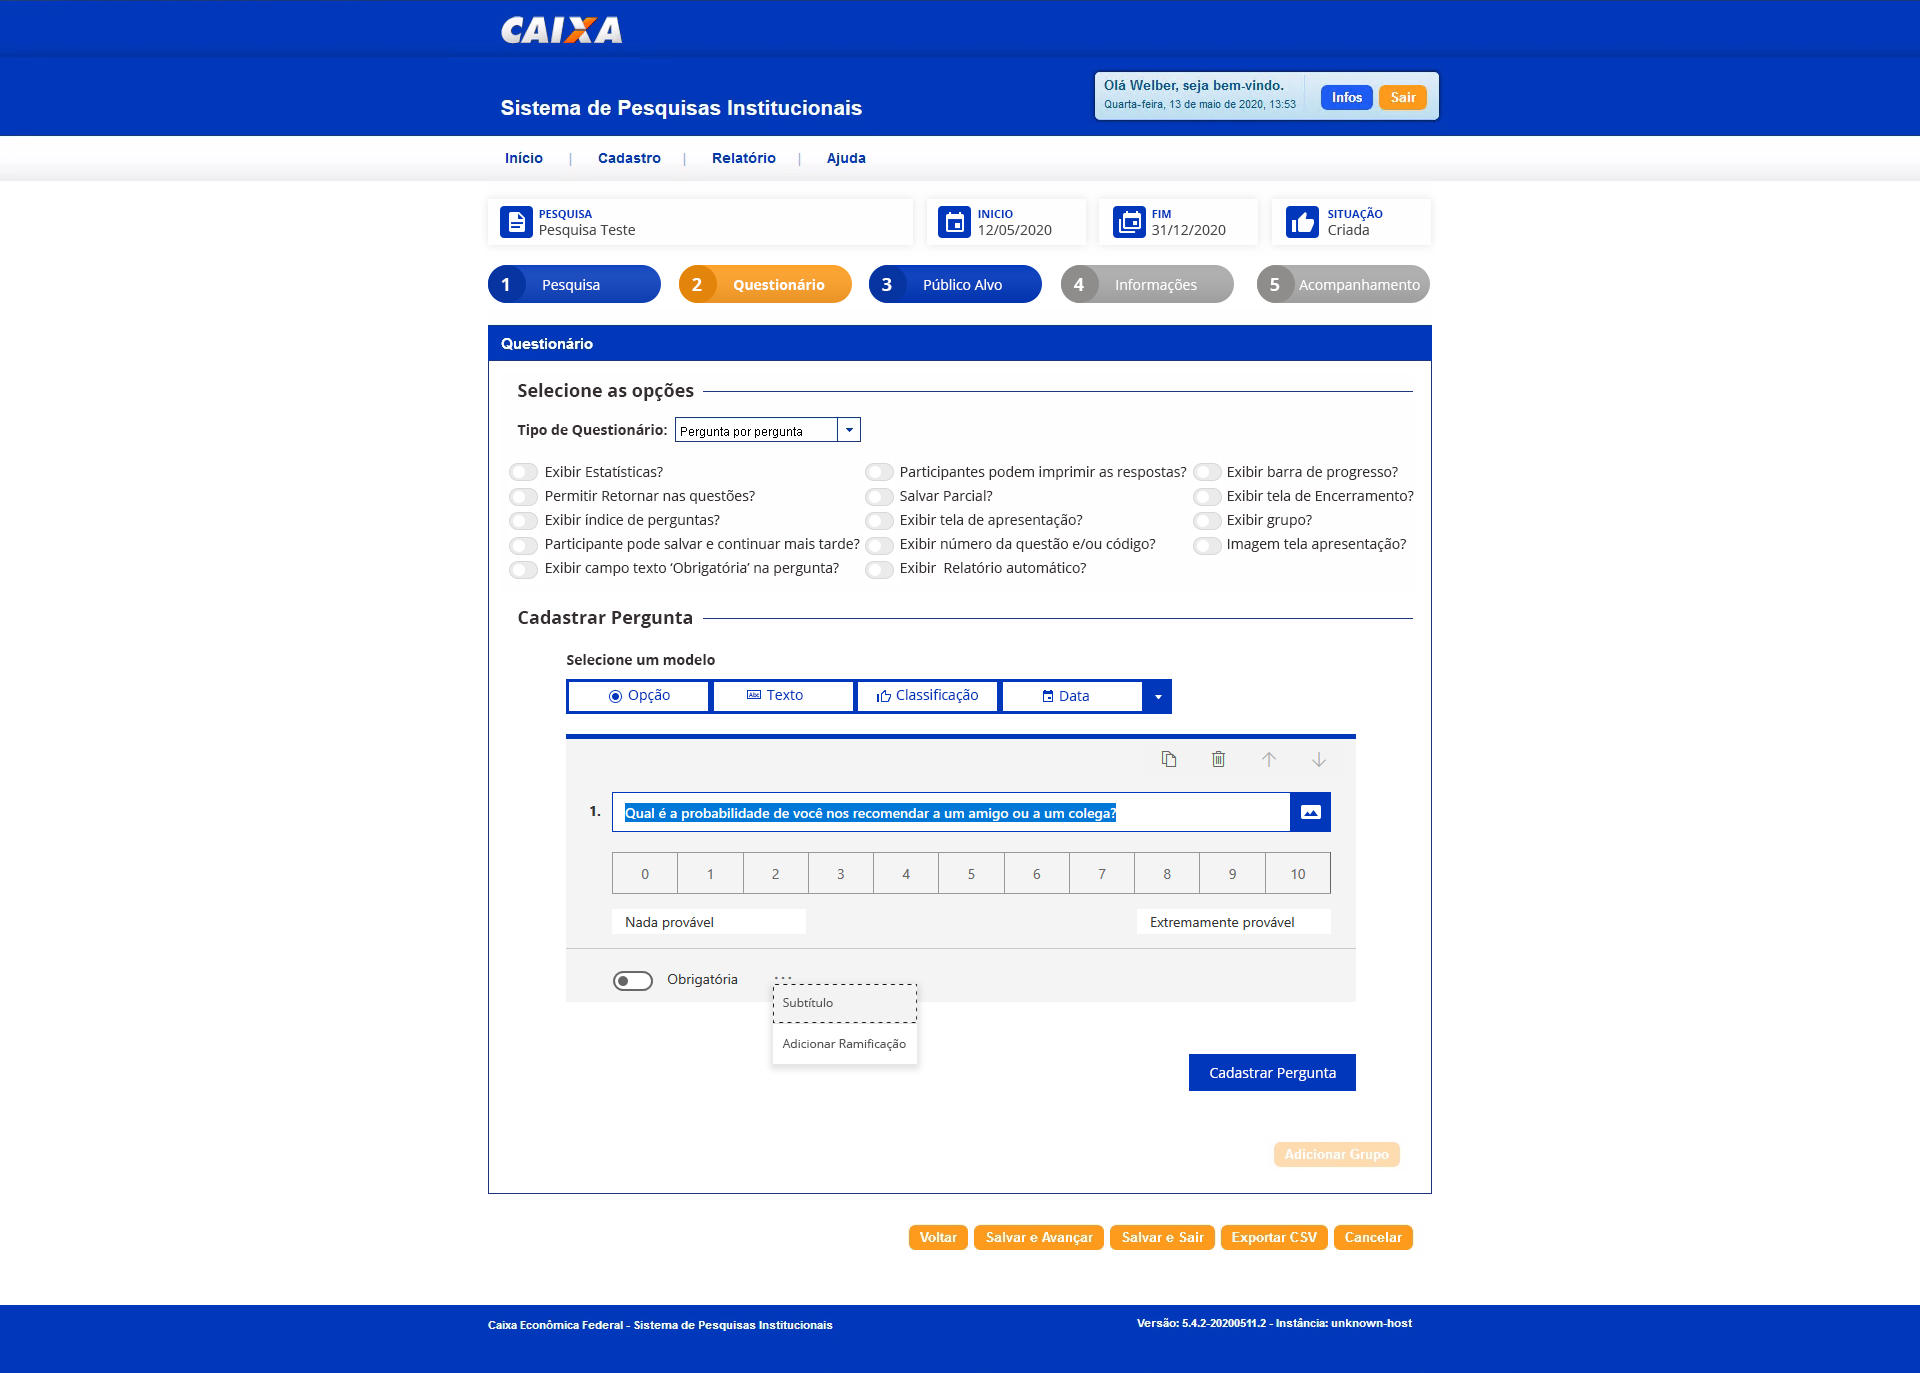 CAIXA
Sistema de Pesquisas Institucionais
Olá Welber, seja bem-vindo.
Quarta-feira, 13 de maio de 2020, 13:53
Infos
Sair
Início | Cadastro | Relatório | Ajuda
PESQUISA
Pesquisa Teste
INICIO
12/05/2020
FIM
31/12/2020
SITUAÇÃO
Criada
1 Pesquisa
2 Questionário
3 Público Alvo
4 Informações
5 Acompanhamento
Questionário
Selecione as opções
Tipo de Questionário: Pergunta por pergunta
Exibir Estatísticas? Participantes podem imprimir as respostas? Exibir barra de progresso?
Permitir Retornar nas questões? Salvar Parcial? Exibir tela de Encerramento?
Exibir índice de perguntas? Exibir tela de apresentação? Exibir grupo?
Participante pode salvar e continuar mais tarde? Exibir número da questão e/ou código? Imagem tela apresentação?
Exibir campo texto ‘Obrigatória’ na pergunta? Exibir Relatório automático?
Cadastrar Pergunta
Selecione um modelo
Opção Abc Texto Classificação Data
1. Qual é a probabilidade de você nos recomendar a um amigo ou a um colega?
0 1 2 3 4 5 6 7 8 9 10
Nada provável Extremamente provável
Obrigatória ...
Subtítulo
Adicionar Ramificação
Cadastrar Pergunta
Adicionar Grupo
Voltar Salvar e Avançar Salvar e Sair Exportar CSV Cancelar
Caixa Econômica Federal - Sistema de Pesquisas Institucionais Versão: 5.4.2-20200511.2 - Instância: unknown-host